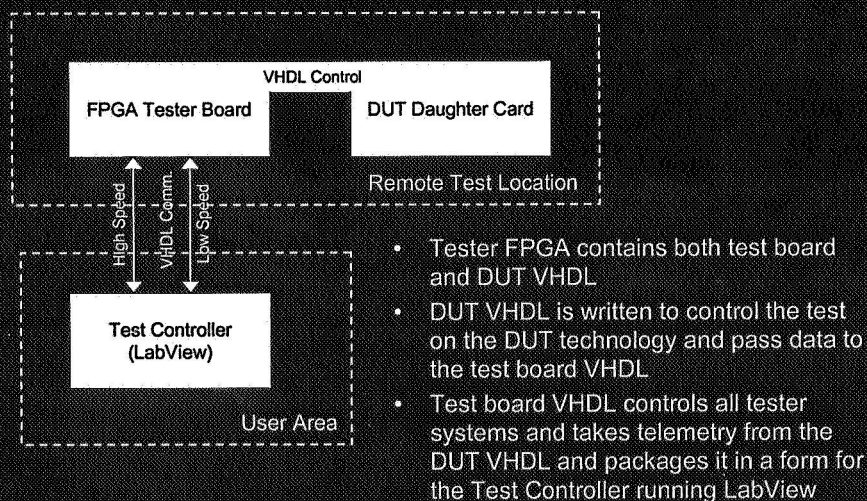 VHDL Control
FPGA Tester Board
DUT Daughter Card
Remote Test Location
High Speed
VHDL Comm.
Low Speed
Test Controller
(LabView)
User Area
• Tester FPGA contains both test board
and DUT VHDL
• DUT VHDL is written to control the test
on the DUT technology and pass data to
the test board VHDL
• Test board VHDL controls all tester
systems and takes telemetry from the
DUT VHDL and packages it in a form for
the Test Controller running LabView